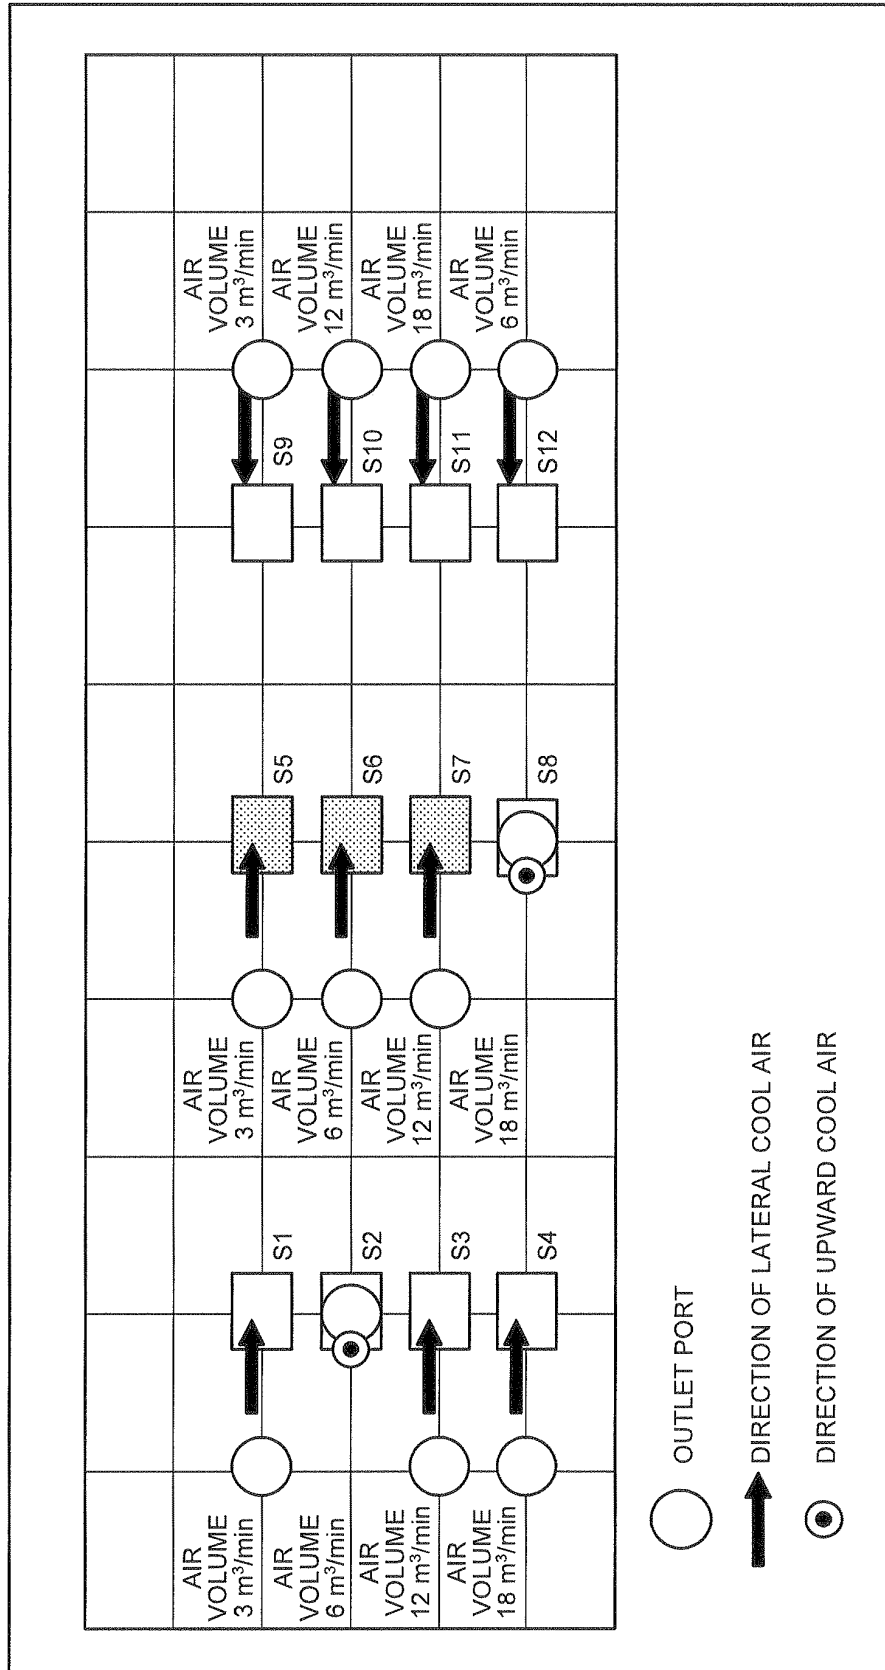 AIR
VOLUME
3 m³/min
AIR
VOLUME
3 m³/min
AIR
VOLUME
3 m³/min
S1
S5
S9
AIR
VOLUME
6 m³/min
AIR
VOLUME
6 m³/min
AIR
VOLUME
12 m³/min
S2
S6
S10
AIR
VOLUME
12 m³/min
AIR
VOLUME
12 m³/min
AIR
VOLUME
18 m³/min
S3
S7
S11
AIR
VOLUME
18 m³/min
AIR
VOLUME
18 m³/min
AIR
VOLUME
6 m³/min
S4
S8
S12
OUTLET PORT
DIRECTION OF LATERAL COOL AIR
DIRECTION OF UPWARD COOL AIR